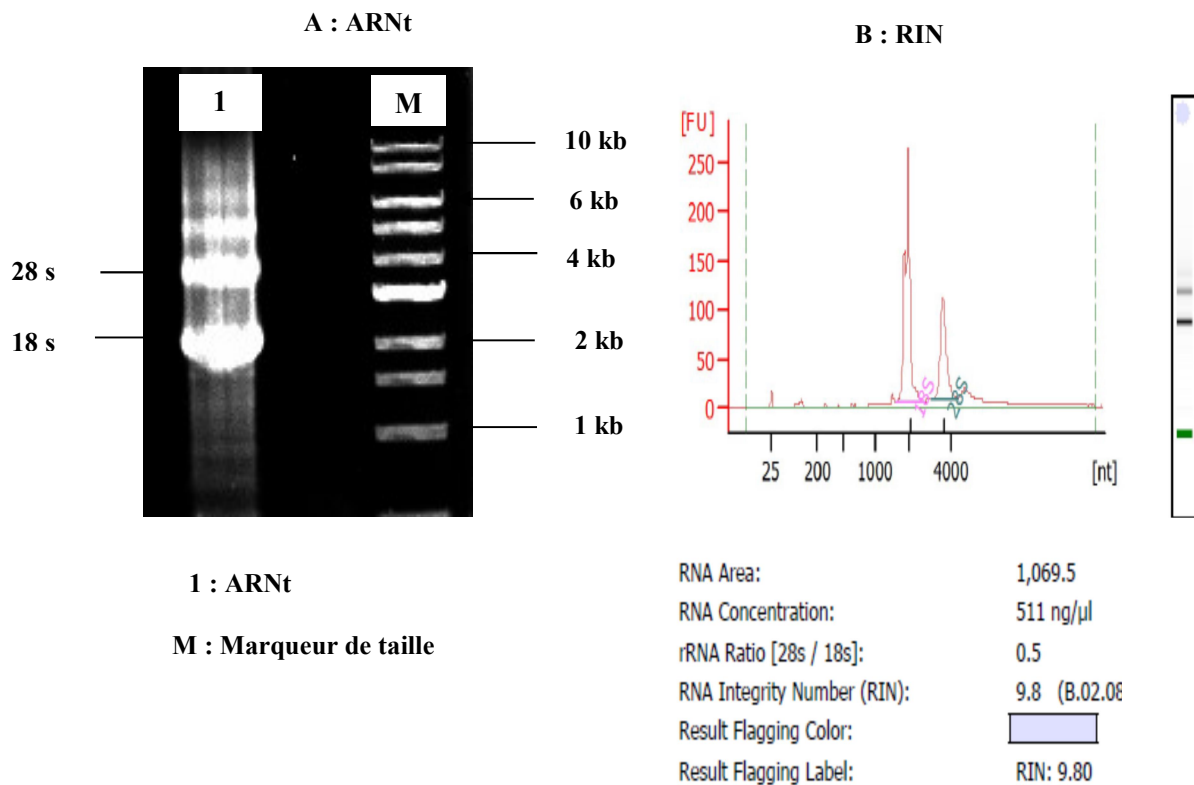 A : ARNt
1
M
10 kb
6 kb
4 kb
28 s
2 kb
18 s
1 kb
1 : ARNt
M : Marqueur de taille
B : RIN
[FU]
250
200
150
100
50
0
28S
25
200
1000
4000
[nt]
RNA Area: 1,069.5
RNA Concentration: 511 ng/µl
rRNA Ratio [28s / 18s]: 0.5
RNA Integrity Number (RIN): 9.8 (B.02.08
Result Flagging Color:
Result Flagging Label: RIN: 9.80